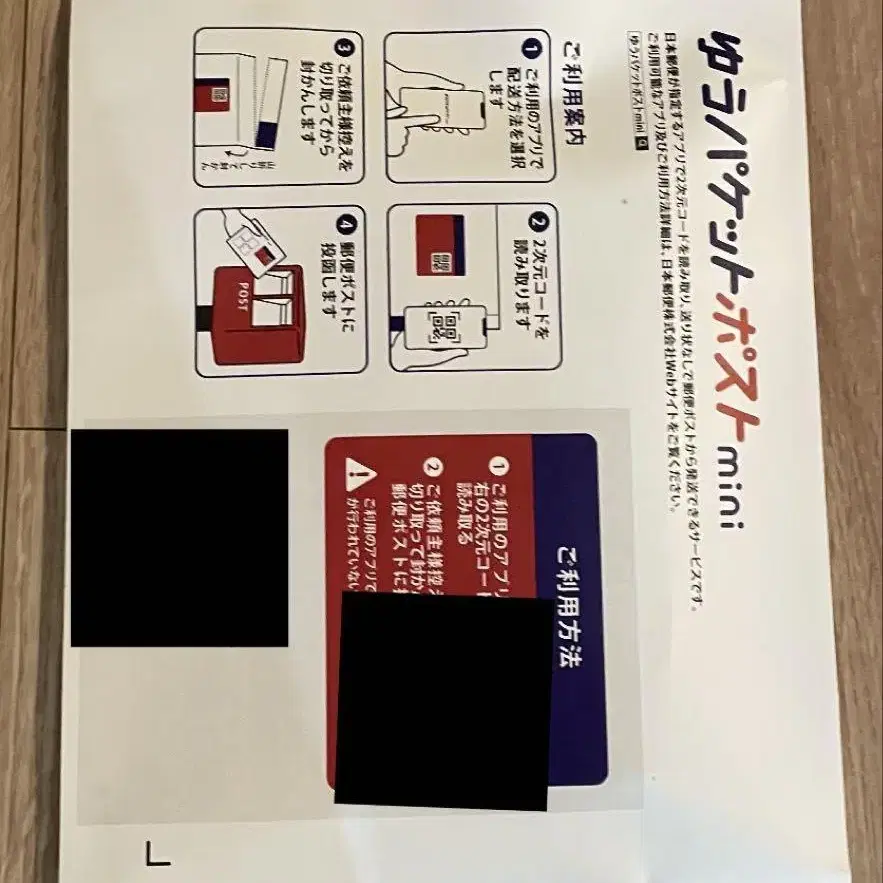 ゆうパケットポストmini
日本郵便が指定するアプリで2次元コードを読み取り、送り状なしで郵便ポストから発送できるサービスです。
ご利用可能なアプリ及びご利用方法詳細は、日本郵便株式会社Webサイトをご覧ください。
ゆうパケットポストmini
ご利用案内
1 ご利用のアプリで
配送方法を選択
します
2 2次元コードを
読み取ります
3 ご依頼主様控えを
切り取ってから
封かんします
山折りして封かん
4 郵便ポストに
投函します
POST
ご利用方法
1 ご利用のアプリ
右の2次元コード
読み取る
2 ご依頼主様控え
切り取って封か
郵便ポストに
ご利用のアプリで
が行われていない